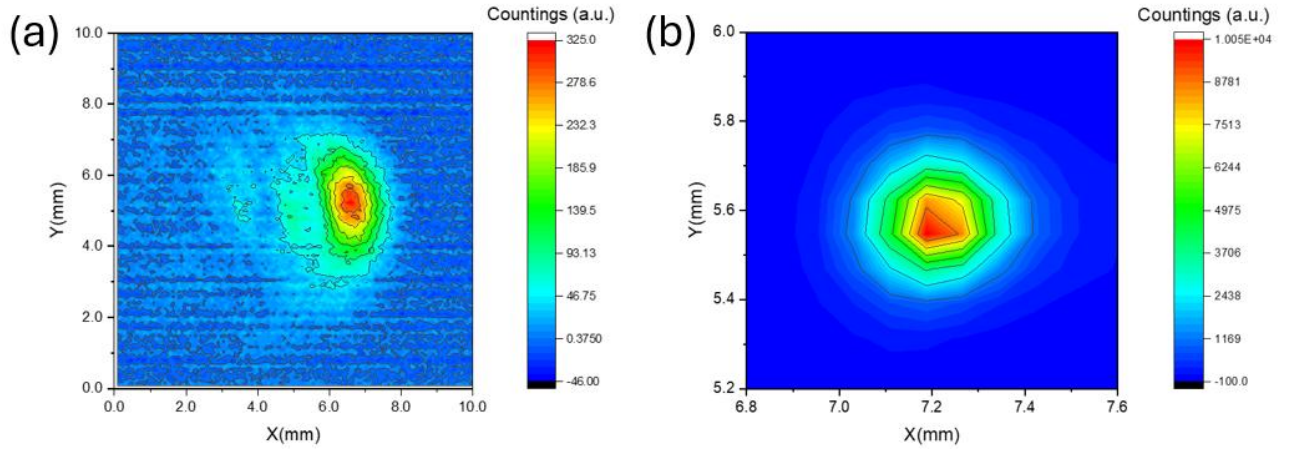 (a)
Countings (a.u.)
10.0
8.0
6.0
4.0
2.0
0.0
Y(mm)
0.0 2.0 4.0 6.0 8.0 10.0
X(mm)
325.0
278.6
232.3
185.9
139.5
93.13
46.75
0.3750
-46.00
(b)
Countings (a.u.)
6.0
5.8
5.6
5.4
5.2
Y(mm)
6.8 7.0 7.2 7.4 7.6
X(mm)
1.005E+04
8781
7513
6244
4975
3706
2438
1169
-100.0